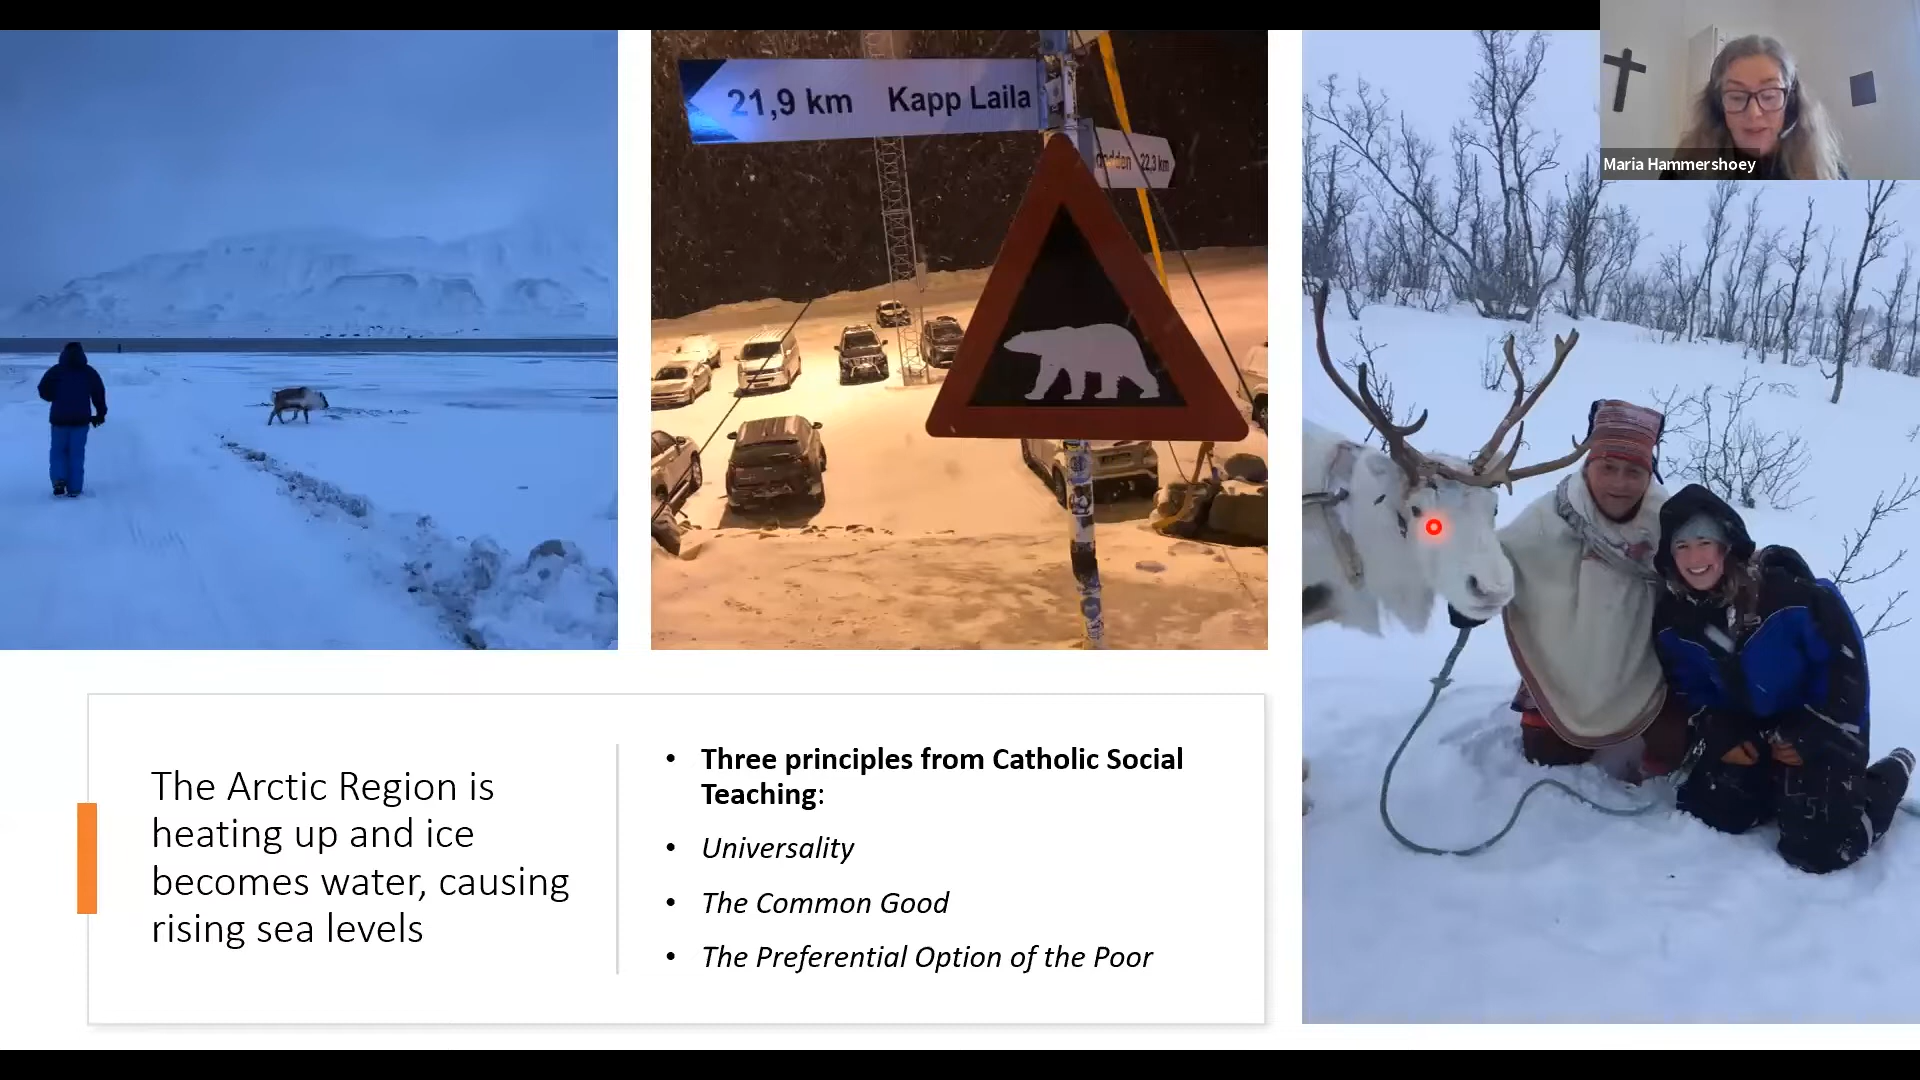 21,9 km Kapp Laila
22,3 km
Maria Hammershoey
The Arctic Region is
heating up and ice
becomes water, causing
rising sea levels
• Three principles from Catholic Social
Teaching:
• Universality
• The Common Good
• The Preferential Option of the Poor